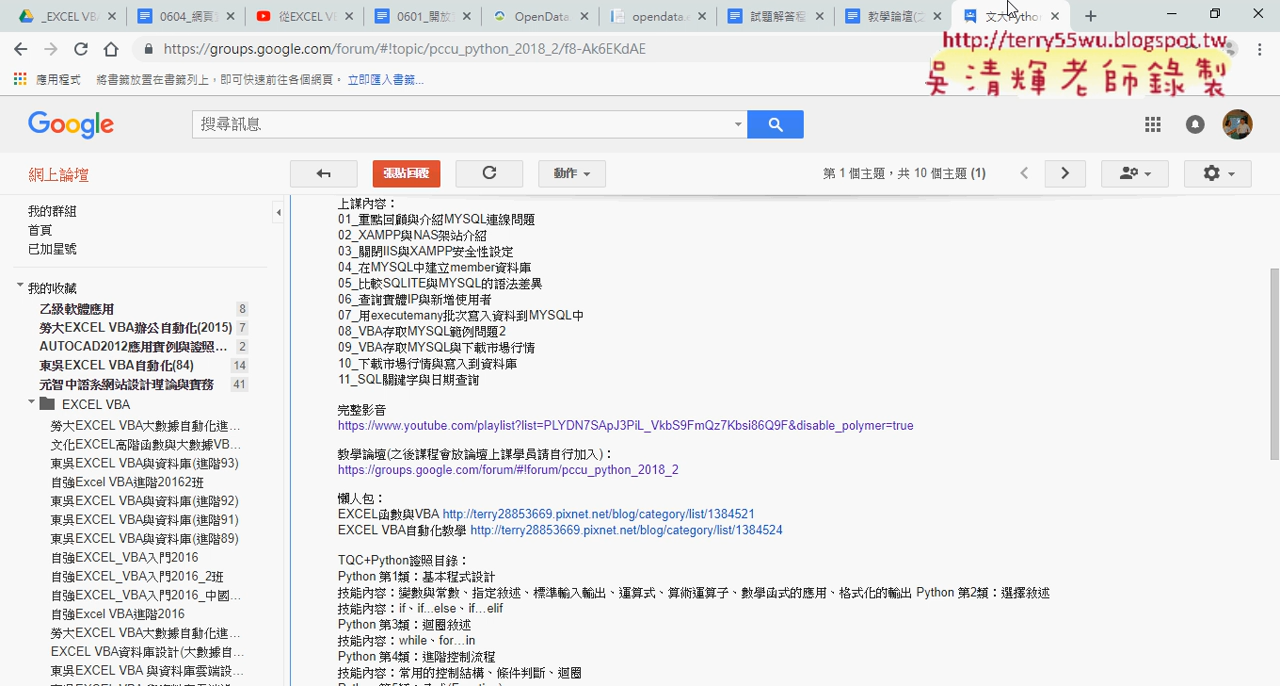 _EXCEL VB/
0604_網頁
從EXCEL V
0601_開放
OpenData
opendata.
試題解答程
教學論壇(之
文大Python
https://groups.google.com/forum/#!topic/pccu_python_2018_2/f8-Ak6EKdAE
http://terry55wu.blogspot.tw
吳清輝老師錄製
應用程式 將書籤放置在書籤列上，即可快速前往各個網頁。 立即匯入書籤...
Google
搜尋訊息
網上論壇
張貼回覆
動作
第 1 個主題，共 10 個主題 (1)
我的群組
首頁
已加星號
我的收藏
乙級軟體應用 8
勞大EXCEL VBA辦公自動化(2015) 7
AUTOCAD2012應用實例與證照... 2
東吳EXCEL VBA自動化(84) 14
元智中語系網站設計理論與實務 41
EXCEL VBA
勞大EXCEL VBA大數據自動化進...
文化EXCEL高階函數與大數據VB...
東吳EXCEL VBA與資料庫(進階93)
自強Excel VBA進階20162班
東吳EXCEL VBA與資料庫(進階92)
東吳EXCEL VBA與資料庫(進階91)
東吳EXCEL VBA與資料庫(進階89)
自強EXCEL_VBA入門2016
自強EXCEL_VBA入門2016_2班
自強EXCEL_VBA入門2016_中國...
自強Excel VBA進階2016
勞大EXCEL VBA大數據自動化進...
EXCEL VBA資料庫設計(大數據自...
東吳EXCEL VBA 與資料庫雲端設...
上課內容：
01_重點回顧與介紹MYSQL連線問題
02_XAMPP與NAS架站介紹
03_關閉IIS與XAMPP安全性設定
04_在MYSQL中建立member資料庫
05_比較SQLITE與MYSQL的語法差異
06_查詢實體IP與新增使用者
07_用executemany批次寫入資料到MYSQL中
08_VBA存取MYSQL範例問題2
09_VBA存取MYSQL與下載市場行情
10_下載市場行情與寫入到資料庫
11_SQL關鍵字與日期查詢
完整影音
https://www.youtube.com/playlist?list=PLYDN7SApJ3PiL_VkbS9FmQz7Kbsi86Q9F&disable_polymer=true
教學論壇(之後課程會放論壇上課學員請自行加入)：
https://groups.google.com/forum/#!forum/pccu_python_2018_2
懶人包：
EXCEL函數與VBA http://terry28853669.pixnet.net/blog/category/list/1384521
EXCEL VBA自動化教學 http://terry28853669.pixnet.net/blog/category/list/1384524
TQC+Python證照目錄：
Python 第1類：基本程式設計
技能內容：變數與常數、指定敘述、標準輸入輸出、運算式、算術運算子、數學函式的應用、格式化的輸出 Python 第2類：選擇敘述
技能內容：if、if...else、if...elif
Python 第3類：迴圈敘述
技能內容：while、for...in
Python 第4類：進階控制流程
技能內容：常用的控制結構、條件判斷、迴圈